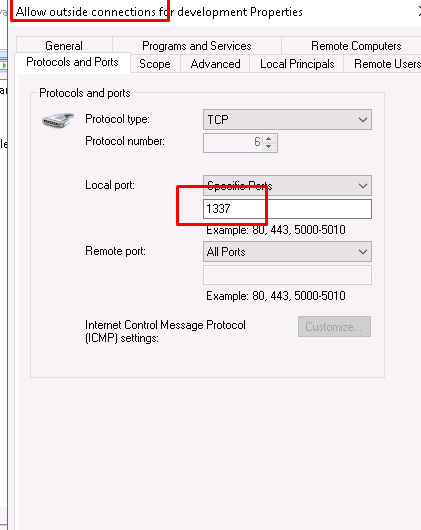 Allow outside connections for development Properties
General Programs and Services Remote Computers
Protocols and Ports Scope Advanced Local Principals Remote Users
Protocols and ports
Protocol type: TCP
Protocol number: 6
Local port: Specific Ports
1337
Example: 80, 443, 5000-5010
Remote port: All Ports
Example: 80, 443, 5000-5010
Internet Control Message Protocol
(ICMP) settings: Customize...